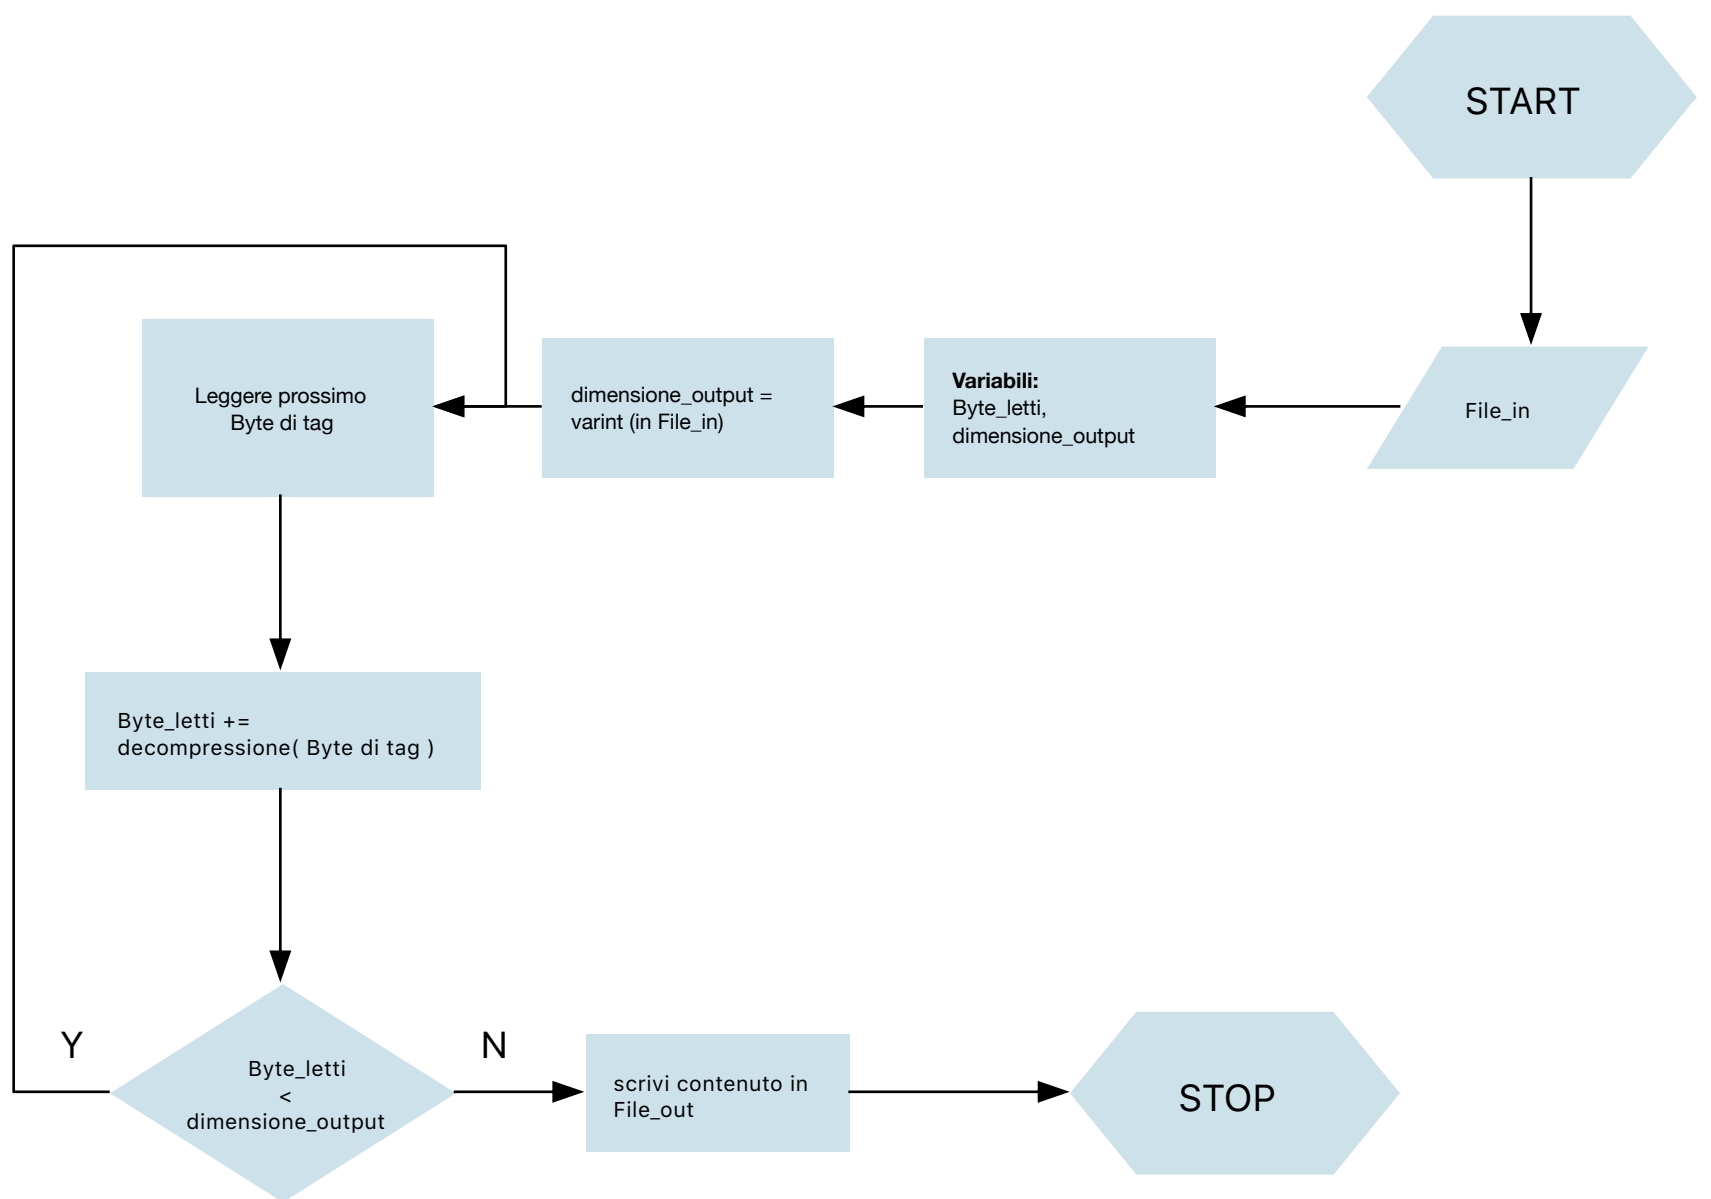 START
File_in
Variabili:
Byte_letti,
dimensione_output
dimensione_output =
varint (in File_in)
Leggere prossimo
Byte di tag
Byte_letti +=
decompressione( Byte di tag )
Byte_letti
<
dimensione_output
Y
N
scrivi contenuto in
File_out
STOP